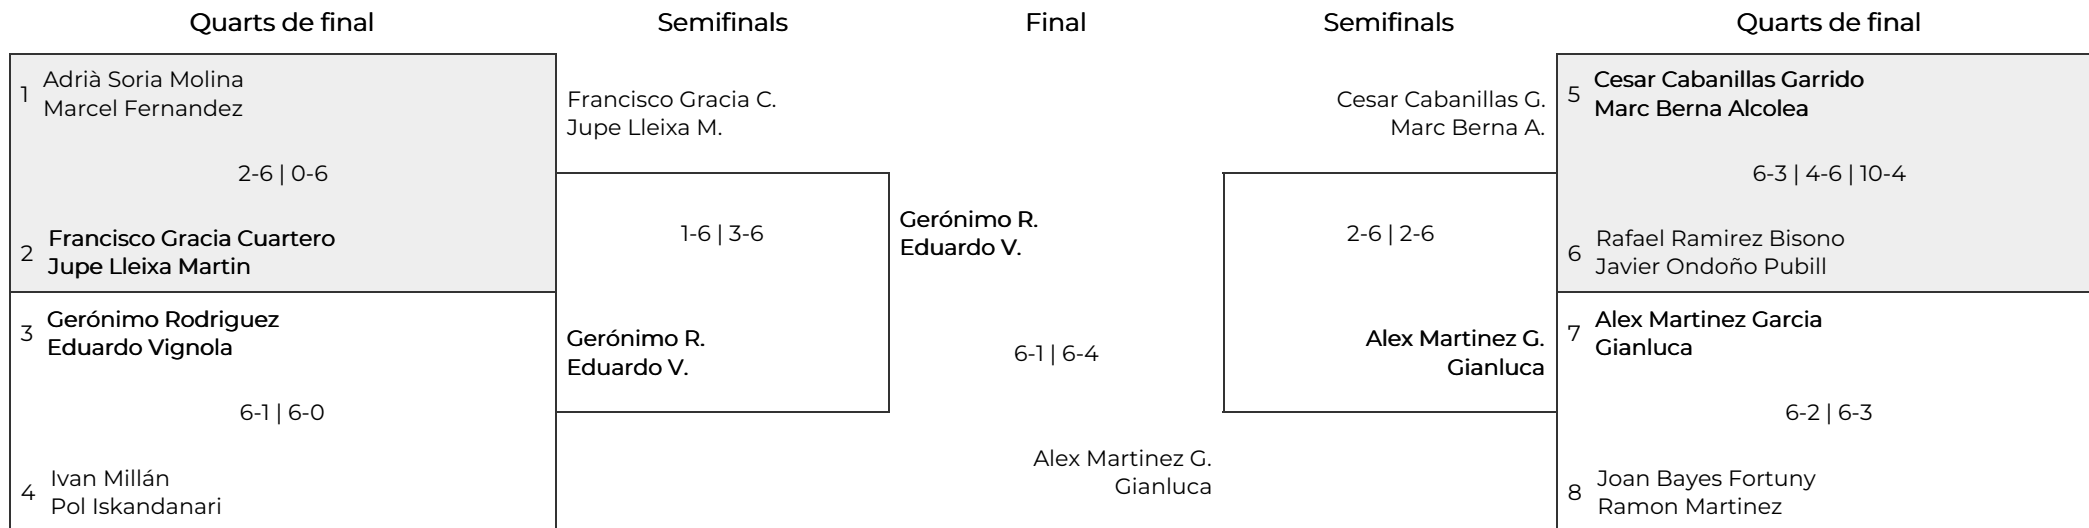 Quarts de final
Semifinals
Final
Semifinals
Quarts de final
1
Adrià Soria Molina
Marcel Fernandez
2-6 | 0-6
2
Francisco Gracia Cuartero
Jupe Lleixa Martin
3
Gerónimo Rodriguez
Eduardo Vignola
6-1 | 6-0
4
Ivan Millán
Pol Iskandanari
Francisco Gracia C.
Jupe Lleixa M.
1-6 | 3-6
Gerónimo R.
Eduardo V.
Gerónimo R.
Eduardo V.
6-1 | 6-4
Alex Martinez G.
Gianluca
Cesar Cabanillas G.
Marc Berna A.
2-6 | 2-6
Alex Martinez G.
Gianluca
5
Cesar Cabanillas Garrido
Marc Berna Alcolea
6-3 | 4-6 | 10-4
6
Rafael Ramirez Bisono
Javier Ondoño Pubill
7
Alex Martinez Garcia
Gianluca
6-2 | 6-3
8
Joan Bayes Fortuny
Ramon Martinez